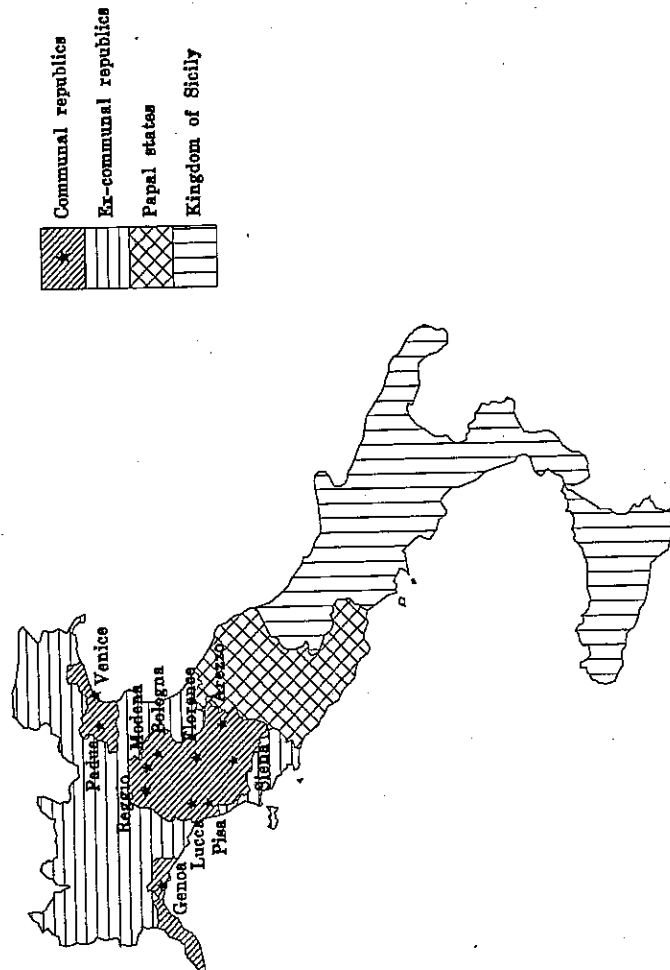 Communal republics
Ex-communal republics
Papal states
Kingdom of Sicily
Venice
Padua
Modena
Bologna
Reggio
Florence
Arezzo
Genoa
Lucca
Pisa
Siena